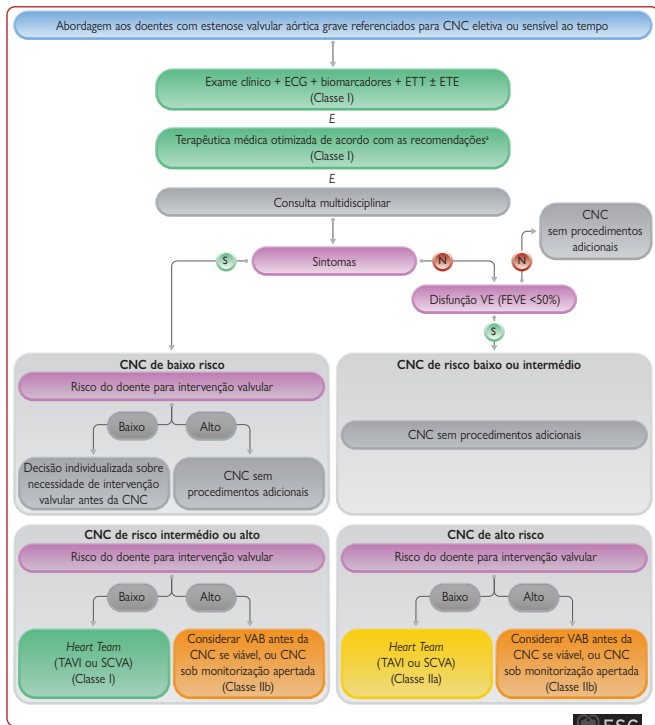 Abordagem aos doentes com estenose valvular aórtica grave referenciados para CNC eletiva ou sensível ao tempo
Exame clínico + ECG + biomarcadores + ETT ± ETE
(Classe I)
E
Terapêutica médica otimizada de acordo com as recomendaçõesᵃ
(Classe I)
E
Consulta multidisciplinar
CNC
sem procedimentos
adicionais
S
Sintomas
N
N
Disfunção VE (FEVE <50%)
S
CNC de baixo risco
Risco do doente para intervenção valvular
Baixo
Alto
Decisão individualizada sobre
necessidade de intervenção
valvular antes da CNC
CNC sem
procedimentos adicionais
CNC de risco baixo ou intermédio
CNC sem procedimentos adicionais
CNC de risco intermédio ou alto
Risco do doente para intervenção valvular
Baixo
Alto
Heart Team
(TAVI ou SCVA)
(Classe I)
Considerar VAB antes da
CNC se viável, ou CNC
sob monitorização apertada
(Classe IIb)
CNC de alto risco
Risco do doente para intervenção valvular
Baixo
Alto
Heart Team
(TAVI ou SCVA)
(Classe IIa)
Considerar VAB antes da
CNC se viável, ou CNC
sob monitorização apertada
(Classe IIb)
ESC